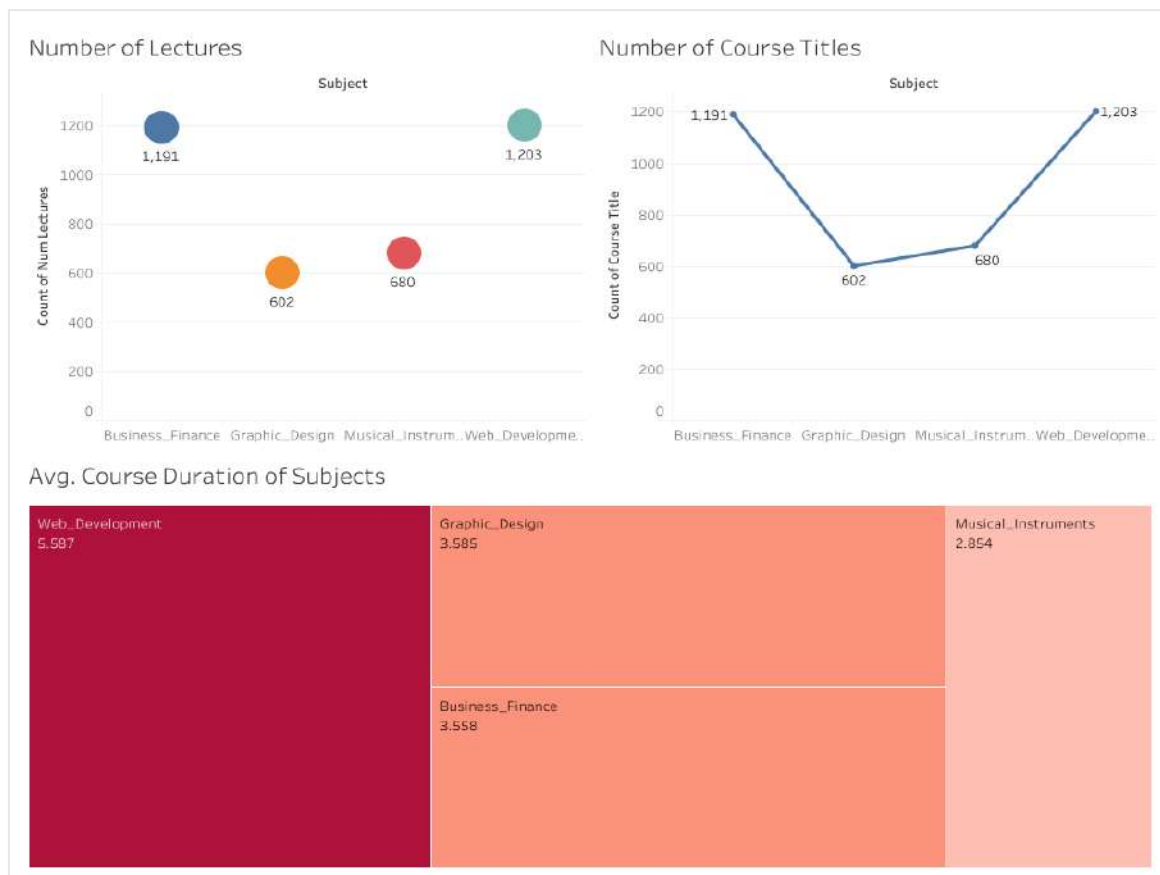 Number of Lectures
Subject
Count of Num Lectures
1200
1000
800
600
400
200
0
1,191
602
680
1,203
Business_Finance Graphic_Design Musical_Instrum.. Web_Developme..
Number of Course Titles
Subject
Count of Course Title
1200
1000
800
600
400
200
0
1,191
602
680
1,203
Business_Finance Graphic_Design Musical_Instrum.. Web_Developme..
Avg. Course Duration of Subjects
Web_Development
5.587
Graphic_Design
3.585
Business_Finance
3.558
Musical_Instruments
2.854